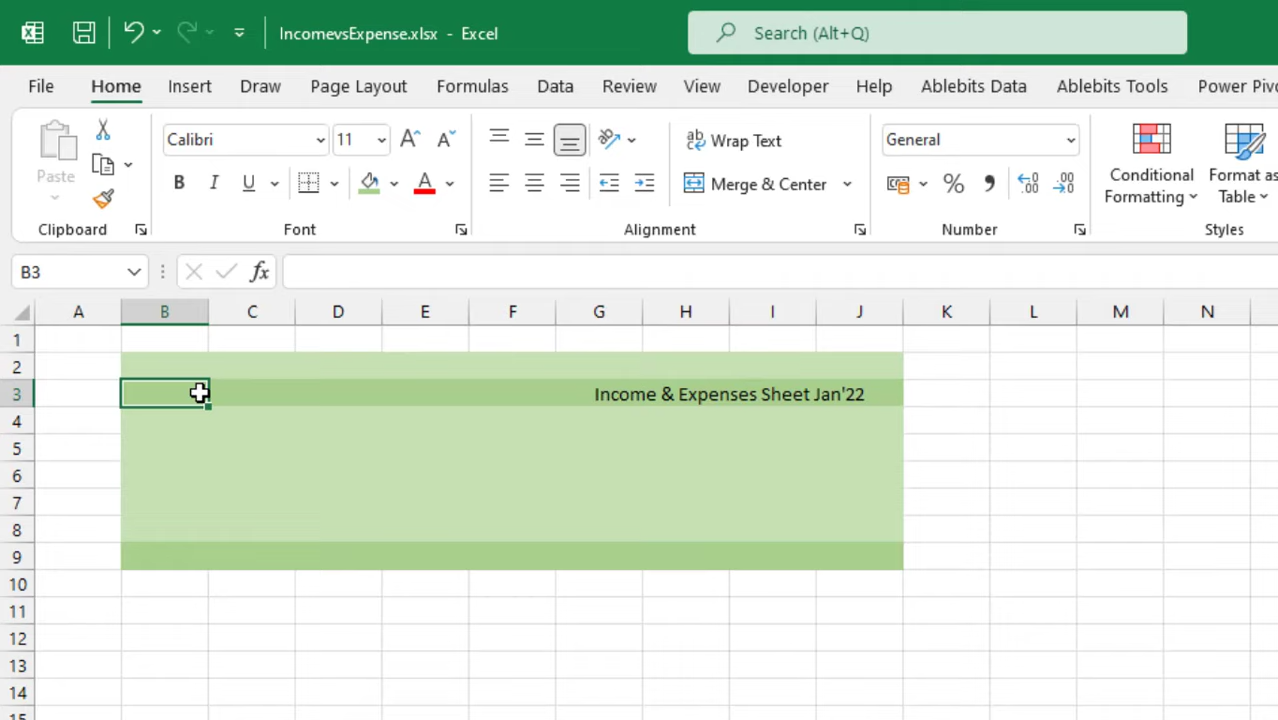 IncomevsExpense.xlsx - Excel
Search (Alt+Q)
File Home Insert Draw Page Layout Formulas Data Review View Developer Help Ablebits Data Ablebits Tools Power
Calibri 11 A A ab Wrap Text General
Paste B I U A Merge & Center % Conditional Formatting Format as Table
Clipboard Font Alignment Number Styles
B3 fx
A B C D E F G H I J K L M N
1
2
3 Income & Expenses Sheet Jan'22
4
5
6
7
8
9
10
11
12
13
14